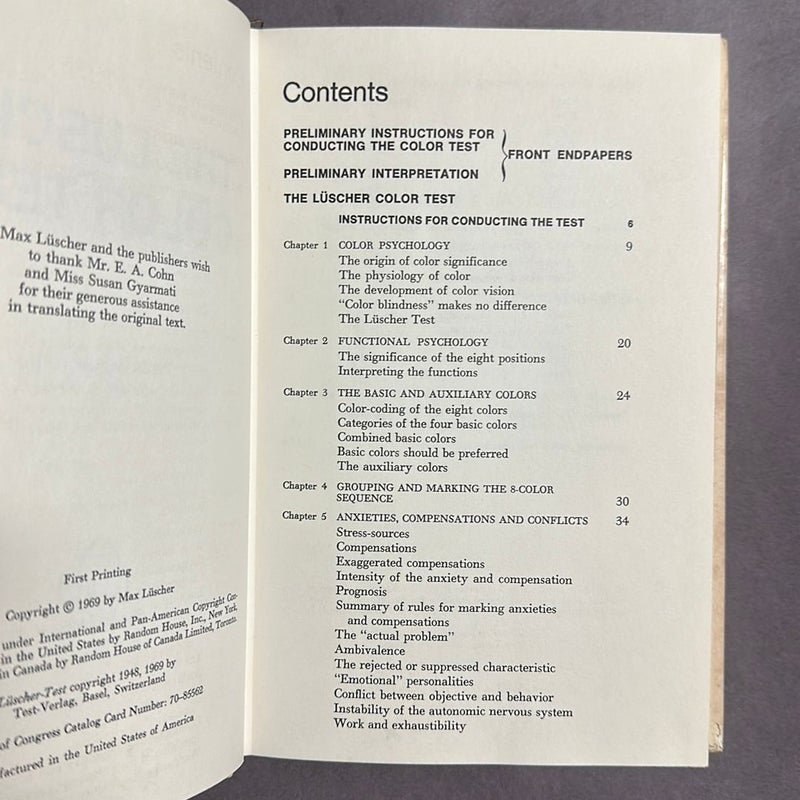 Max Lüscher and the publishers wish
to thank Mr. E. A. Cohn
and Miss Susan Gyarmati
for their generous assistance
in translating the original text.
First Printing
Copyright © 1969 by Max Lüscher
under International and Pan-American Copyright Con-
in the United States by Random House, Inc., New York,
in Canada by Random House of Canada Limited, Toronto.
Lüscher-Test copyright 1948, 1969 by
Test-Verlag, Basel, Switzerland
of Congress Catalog Card Number: 70-85562
factured in the United States of America
Contents
PRELIMINARY INSTRUCTIONS FOR
CONDUCTING THE COLOR TEST
FRONT ENDPAPERS
PRELIMINARY INTERPRETATION
THE LÜSCHER COLOR TEST
INSTRUCTIONS FOR CONDUCTING THE TEST 6
Chapter 1 COLOR PSYCHOLOGY 9
The origin of color significance
The physiology of color
The development of color vision
"Color blindness" makes no difference
The Lüscher Test
Chapter 2 FUNCTIONAL PSYCHOLOGY 20
The significance of the eight positions
Interpreting the functions
Chapter 3 THE BASIC AND AUXILIARY COLORS 24
Color-coding of the eight colors
Categories of the four basic colors
Combined basic colors
Basic colors should be preferred
The auxiliary colors
Chapter 4 GROUPING AND MARKING THE 8-COLOR
SEQUENCE 30
Chapter 5 ANXIETIES, COMPENSATIONS AND CONFLICTS 34
Stress-sources
Compensations
Exaggerated compensations
Intensity of the anxiety and compensation
Prognosis
Summary of rules for marking anxieties
and compensations
The "actual problem"
Ambivalence
The rejected or suppressed characteristic
"Emotional" personalities
Conflict between objective and behavior
Instability of the autonomic nervous system
Work and exhaustibility